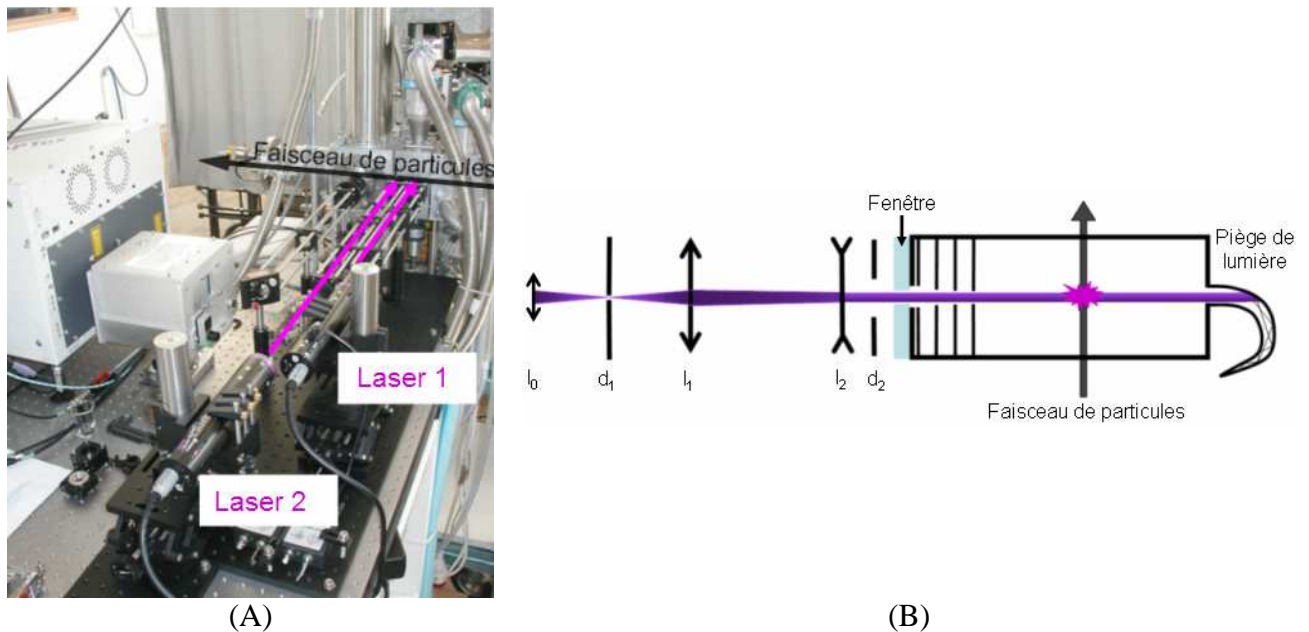 Faisceau de particules
Laser 1
Laser 2
(A)
Fenêtre
Piège de
lumière
l₀
d₁
l₁
l₂
d₂
Faisceau de particules
(B)